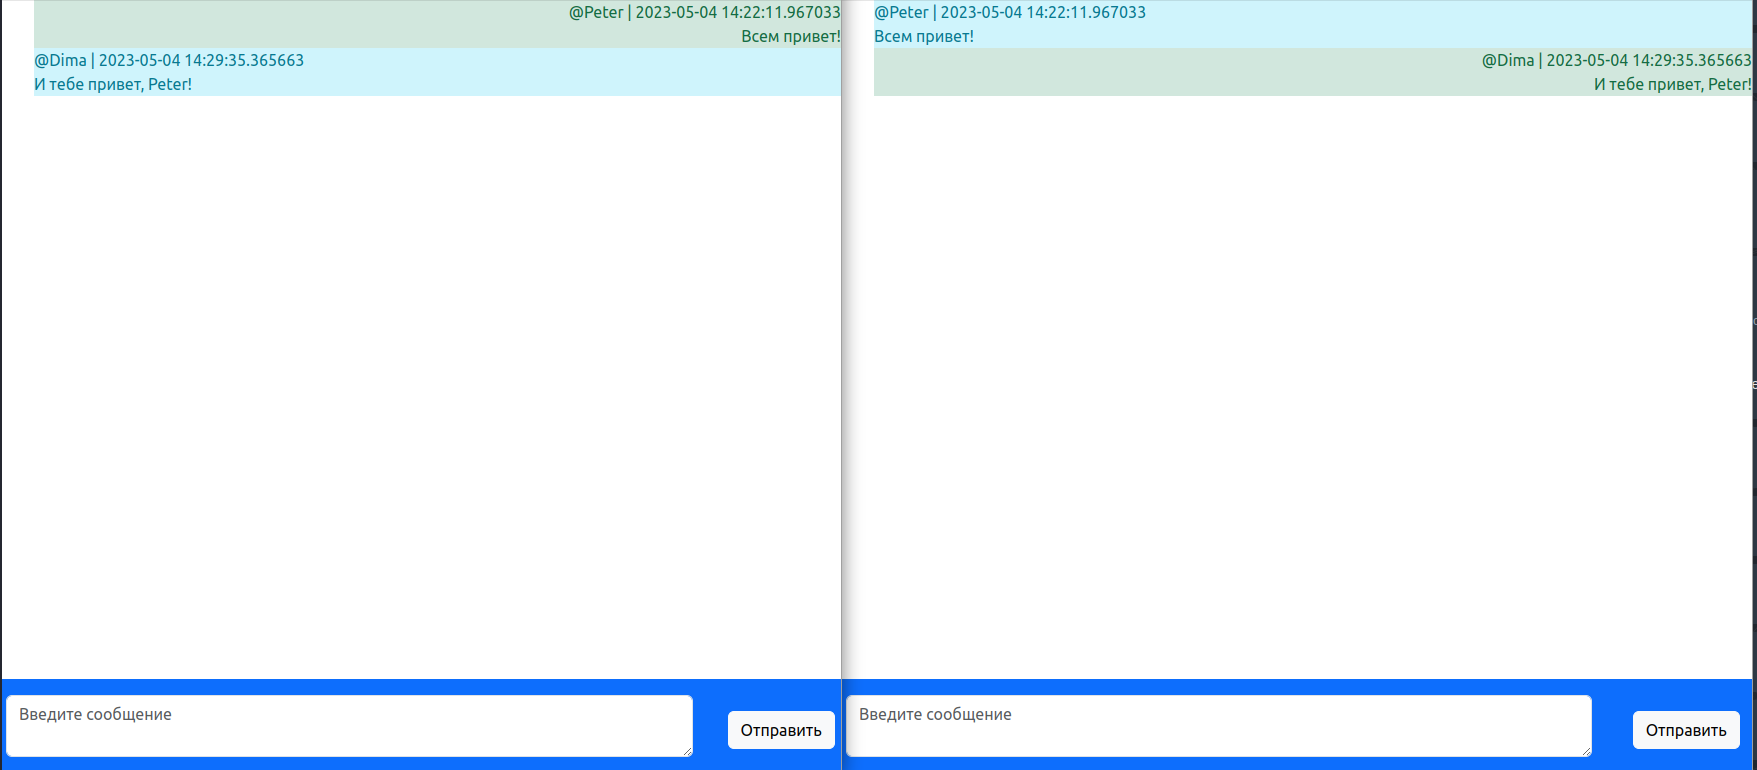 @Peter | 2023-05-04 14:22:11.967033
Всем привет!
@Dima | 2023-05-04 14:29:35.365663
И тебе привет, Peter!
Введите сообщение
Отправить
@Peter | 2023-05-04 14:22:11.967033
Всем привет!
@Dima | 2023-05-04 14:29:35.365663
И тебе привет, Peter!
Введите сообщение
Отправить